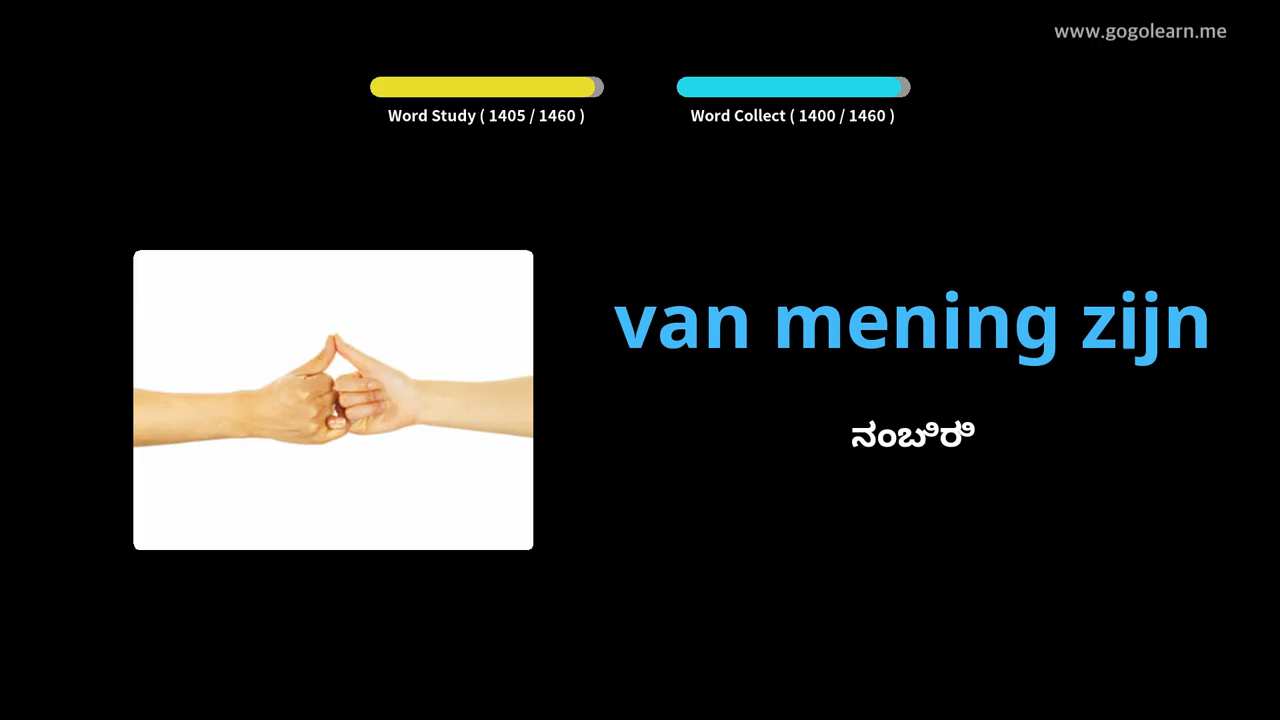 www.gogolearn.me
Word Study ( 1405 / 1460 )
Word Collect ( 1400 / 1460 )
van mening zijn
ನಂಬಿರಿ